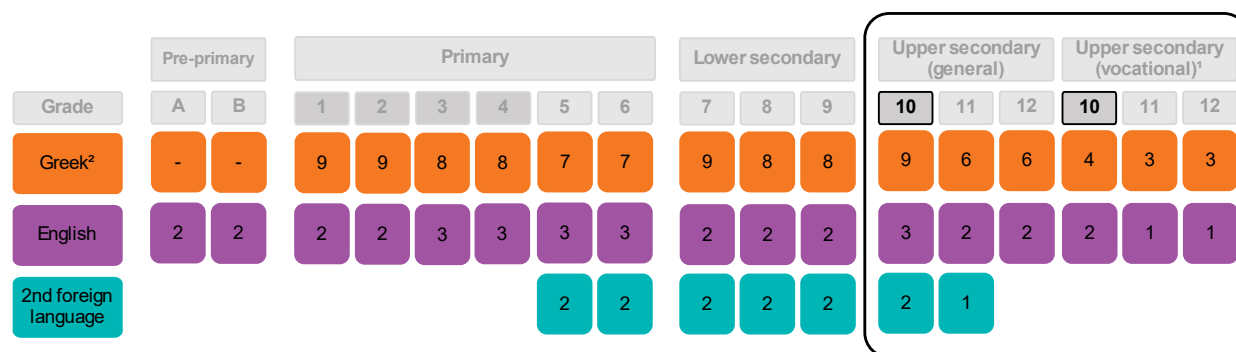 Pre-primary Primary Lower secondary Upper secondary (general) Upper secondary (vocational)¹
Grade A B 1 2 3 4 5 6 7 8 9 10 11 12 10 11 12
Greek² - - 9 9 8 8 7 7 9 8 8 9 6 6 4 3 3
English 2 2 2 2 3 3 3 3 2 2 2 3 2 2 2 1 1
2nd foreign language 2 2 2 2 2 2 1